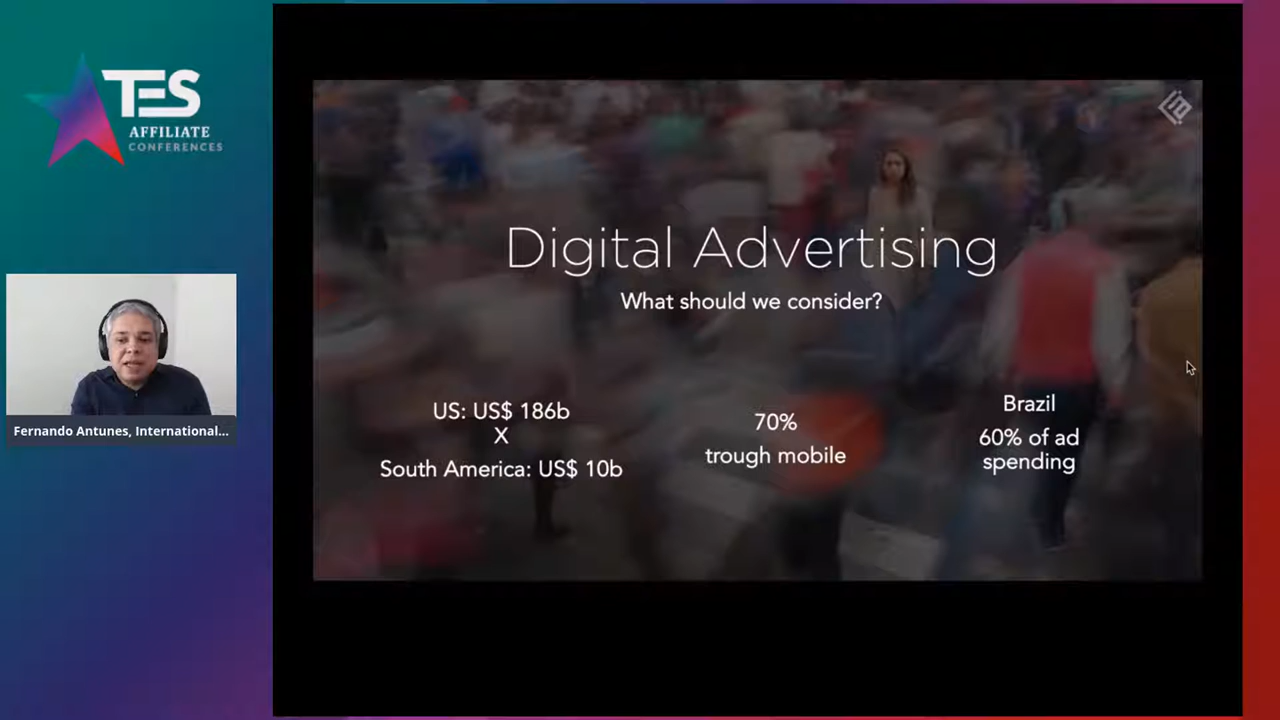 TES
AFFILIATE
CONFERENCES
Fernando Antunes, International...
Digital Advertising
What should we consider?
US: US$ 186b
X
South America: US$ 10b
70%
trough mobile
Brazil
60% of ad
spending